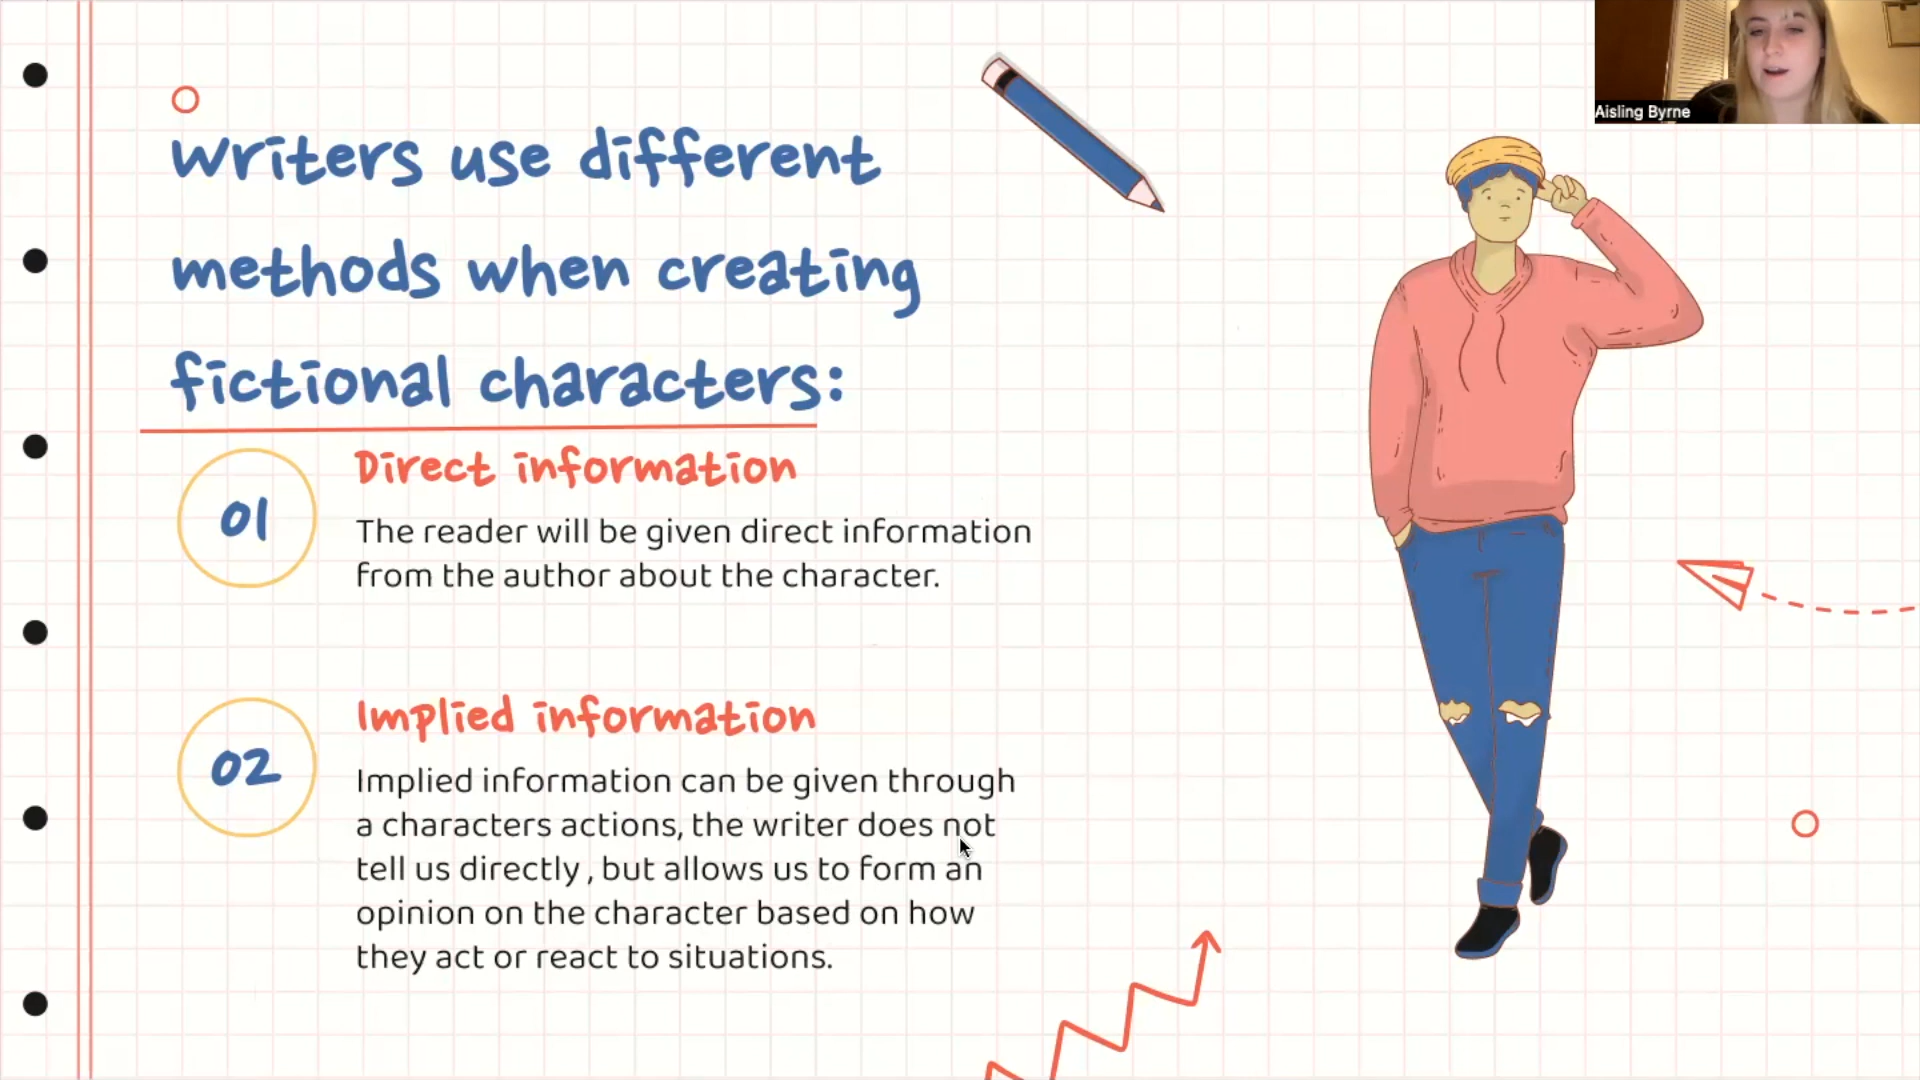 Aisling Byrne
Writers use different
methods when creating
fictional characters:
01
Direct information
The reader will be given direct information
from the author about the character.
02
Implied information
Implied information can be given through
a characters actions, the writer does not
tell us directly , but allows us to form an
opinion on the character based on how
they act or react to situations.